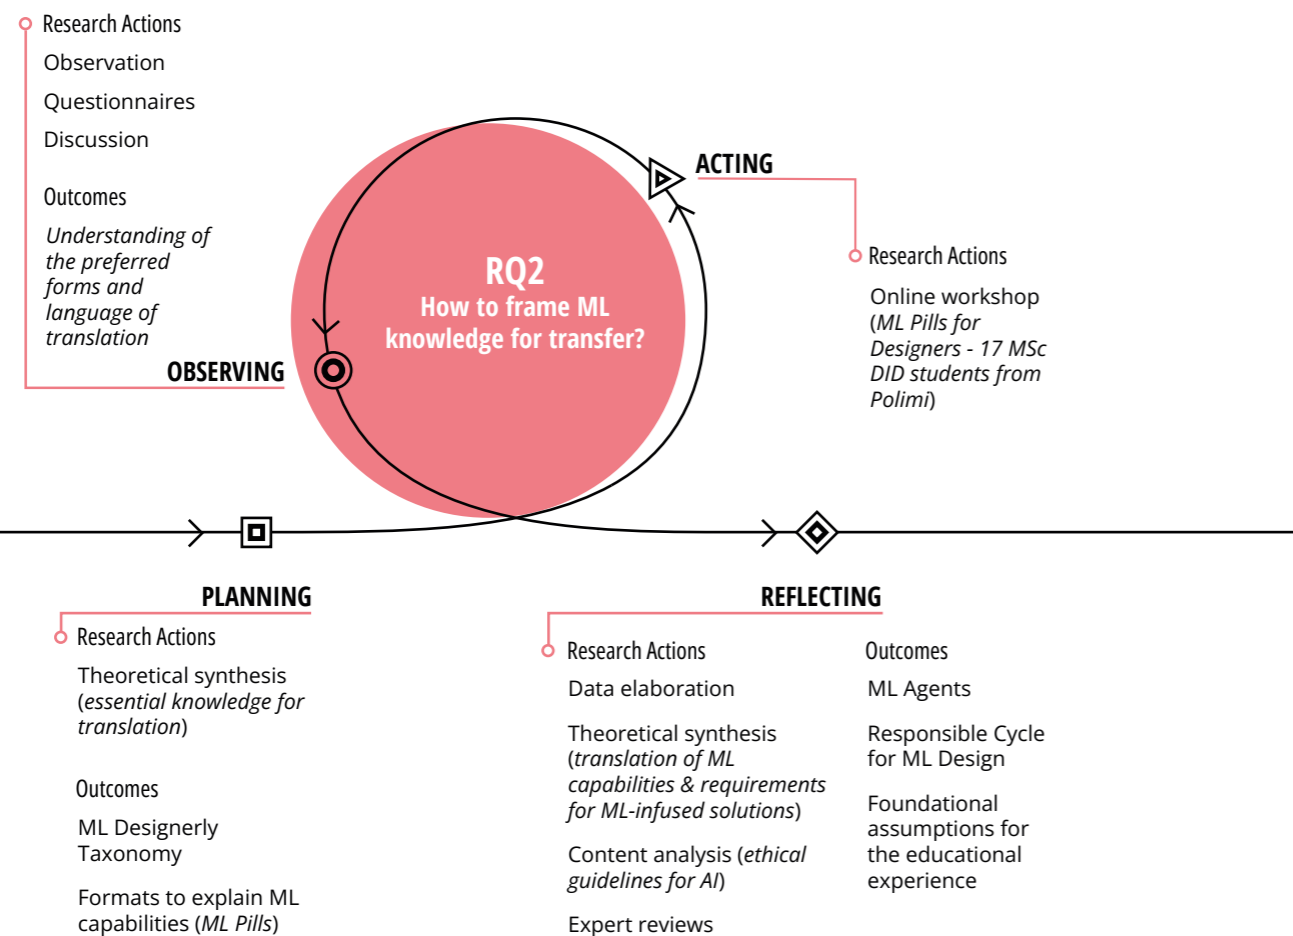 Research Actions
Observation
Questionnaires
Discussion
Outcomes
Understanding of
the preferred
forms and
language of
translation
OBSERVING
RQ2
How to frame ML
knowledge for transfer?
ACTING
Research Actions
Online workshop
(ML Pills for
Designers - 17 MSc
DID students from
Polimi)
PLANNING
Research Actions
Theoretical synthesis
(essential knowledge for
translation)
Outcomes
ML Designerly
Taxonomy
Formats to explain ML
capabilities (ML Pills)
REFLECTING
Research Actions
Data elaboration
Theoretical synthesis
(translation of ML
capabilities & requirements
for ML-infused solutions)
Content analysis (ethical
guidelines for AI)
Expert reviews
Outcomes
ML Agents
Responsible Cycle
for ML Design
Foundational
assumptions for
the educational
experience